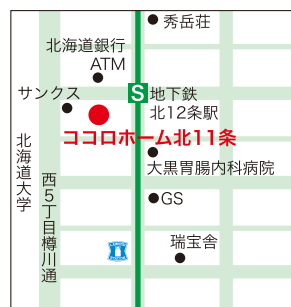 秀岳荘
北海道銀行
ATM
サンクス
S
地下鉄
北12条駅
ココロホーム北11条
大黒胃腸内科病院
北海道大学
西5丁目樽川通
GS
瑞宝舎